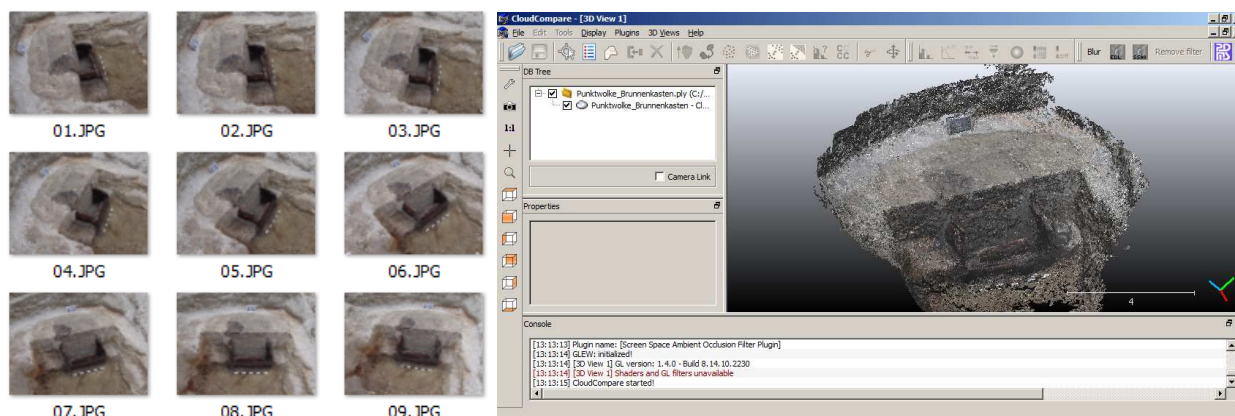 01.JPG 02.JPG 03.JPG
04.JPG 05.JPG 06.JPG
07.JPG 08.JPG 09.JPG
CloudCompare - [3D View 1]
File Edit Tools Display Plugins 3D Views Help
Blur Remove filter
DB Tree
Punktwolke_Brunnenkasten.ply (C:/...
Punktwolke_Brunnenkasten - Cl...
1:1
Camera Link
Properties
4
Console
[13:13:13] Plugin name: [Screen Space Ambient Occlusion Filter Plugin]
[13:13:14] GLEW: initialized!
[13:13:14] [3D View 1] GL version: 1.4.0 - Build 8.14.10.2230
[13:13:14] [3D View 1] Shaders and GL filters unavailable
[13:13:15] CloudCompare started!